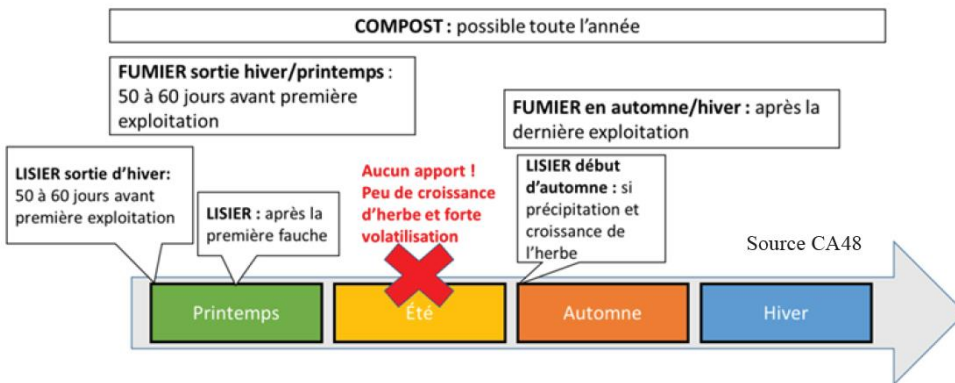 COMPOST : possible toute l'année
FUMIER sortie hiver/printemps :
50 à 60 jours avant première
exploitation
FUMIER en automne/hiver : après la
dernière exploitation
LISIER sortie d'hiver:
50 à 60 jours avant
première exploitation
LISIER : après la
première fauche
Aucun apport !
Peu de croissance
d'herbe et forte
volatilisation
LISIER début
d'automne : si
précipitation et
croissance de
l'herbe
Source CA48
Printemps
Été
Automne
Hiver